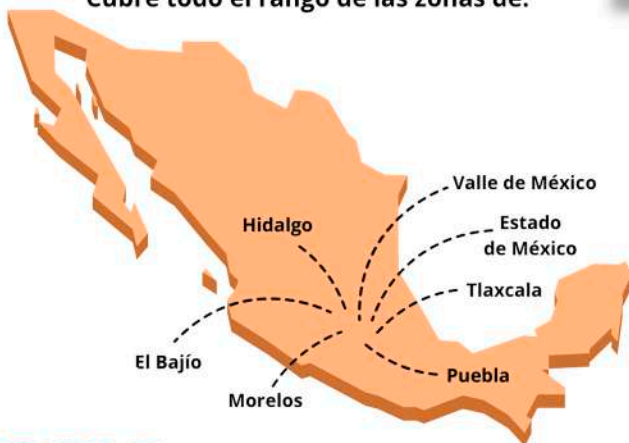 Cubre todo el rango de las zonas de:
Valle de México
Hidalgo
Estado
de México
Tlaxcala
El Bajío
Puebla
Morelos